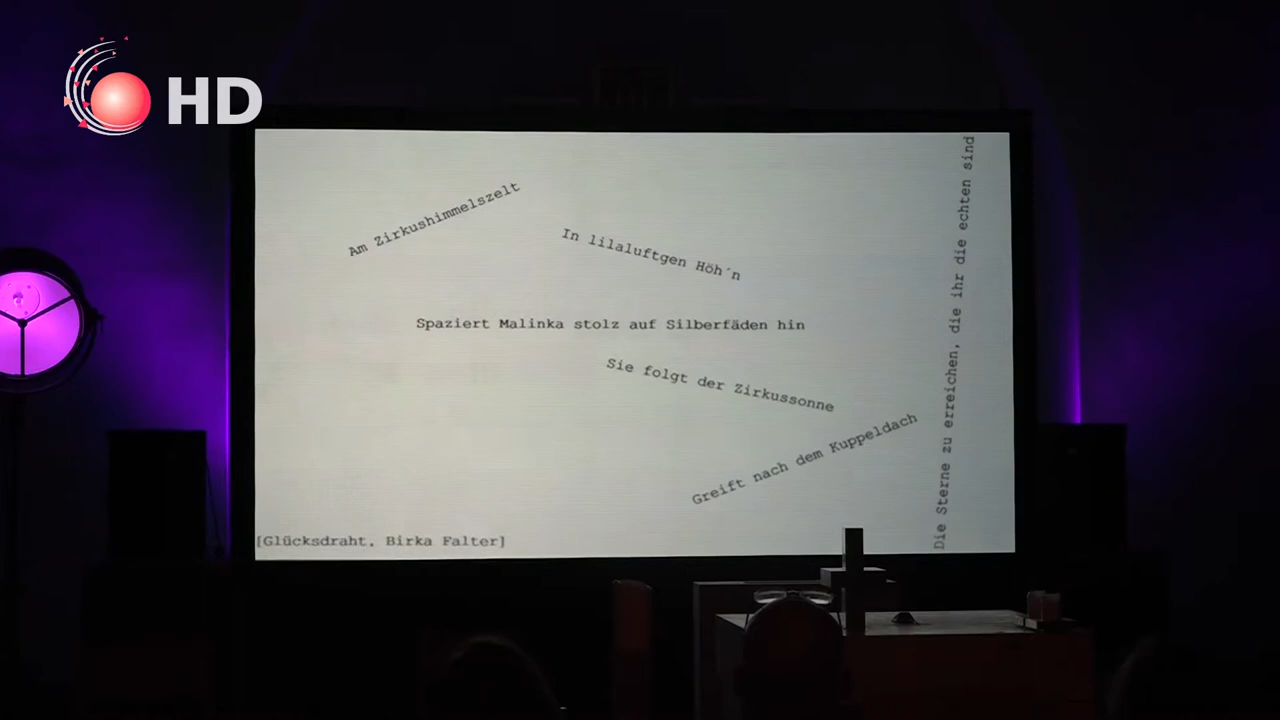 HD
Am Zirkushimmelszelt
In lilaluftgen Höh´n
Spaziert Malinka stolz auf Silberfäden hin
Sie folgt der Zirkussonne
Greift nach dem Kuppeldach
Die Sterne zu erreichen, die ihr die echten sind
[Glücksdraht, Birka Falter]